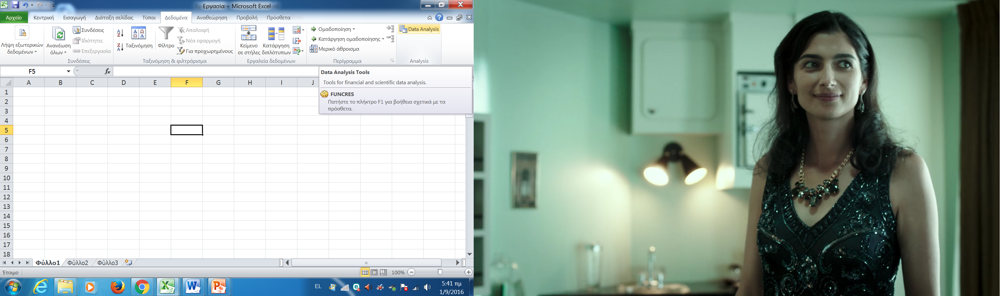 Εργασία - Microsoft Excel
Αρχείο Κεντρική Εισαγωγή Διάταξη σελίδας Τύποι Δεδομένα Αναθεώρηση Προβολή Πρόσθετα
Λήψη εξωτερικών
δεδομένων
Ανανέωση
όλων
Συνδέσεις
Ιδιότητες
Επεξεργασία
Συνδέσεις
Ταξινόμηση
Φίλτρο
Απαλοιφή
Νέα εφαρμογή
Για προχωρημένους
Ταξινόμηση & φιλτράρισμα
Κείμενο
σε στήλες
Κατάργηση
διπλότυπων
Εργαλεία δεδομένων
Ομαδοποίηση
Κατάργηση ομαδοποίησης
Μερικό άθροισμα
Περίγραμμα
Data Analysis
Analysis
F5 fx
Data Analysis Tools
Tools for financial and scientific data analysis.
FUNCRES
Πατήστε το πλήκτρο F1 για βοήθεια σχετικά με τα
πρόσθετα.
A B C D E F G H I J
1
2
3
4
5
6
7
8
9
10
11
12
13
14
15
16
17
18
Φύλλο1 Φύλλο2 Φύλλο3
Έτοιμο 100%
EL
5:41 πμ
1/9/2016